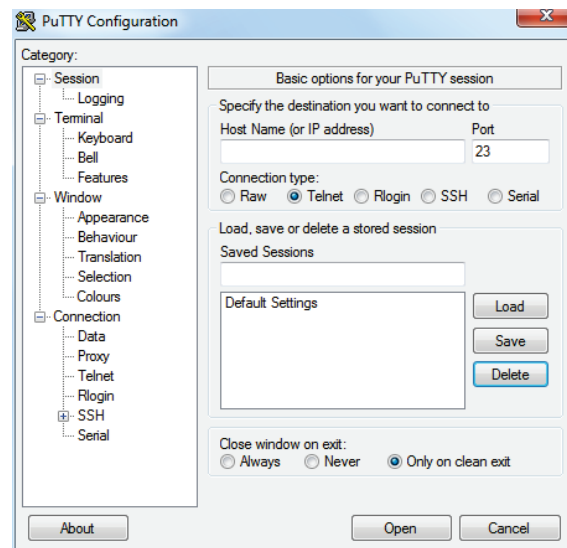 PuTTY Configuration
Category:
Session
Logging
Terminal
Keyboard
Bell
Features
Window
Appearance
Behaviour
Translation
Selection
Colours
Connection
Data
Proxy
Telnet
Rlogin
SSH
Serial
Basic options for your PuTTY session
Specify the destination you want to connect to
Host Name (or IP address) Port
23
Connection type:
Raw Telnet Rlogin SSH Serial
Load, save or delete a stored session
Saved Sessions
Default Settings
Load
Save
Delete
Close window on exit:
Always Never Only on clean exit
About Open Cancel